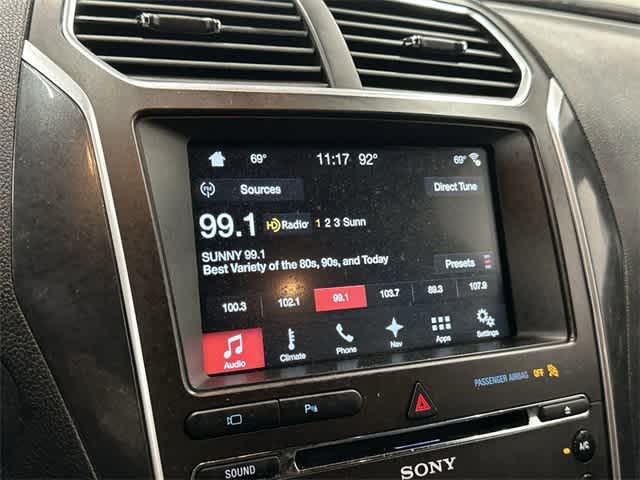 69° 11:17 92° 69°
FM Sources Direct Tune
99.1 HD Radio 1 2 3 Sunn
SUNNY 99.1
Best Variety of the 80s, 90s, and Today
Presets
100.3 102.1 99.1 103.7 89.3 107.9
Audio Climate Phone Nav Apps Settings
PASSENGER AIRBAG OFF
SOUND
SONY
A/C